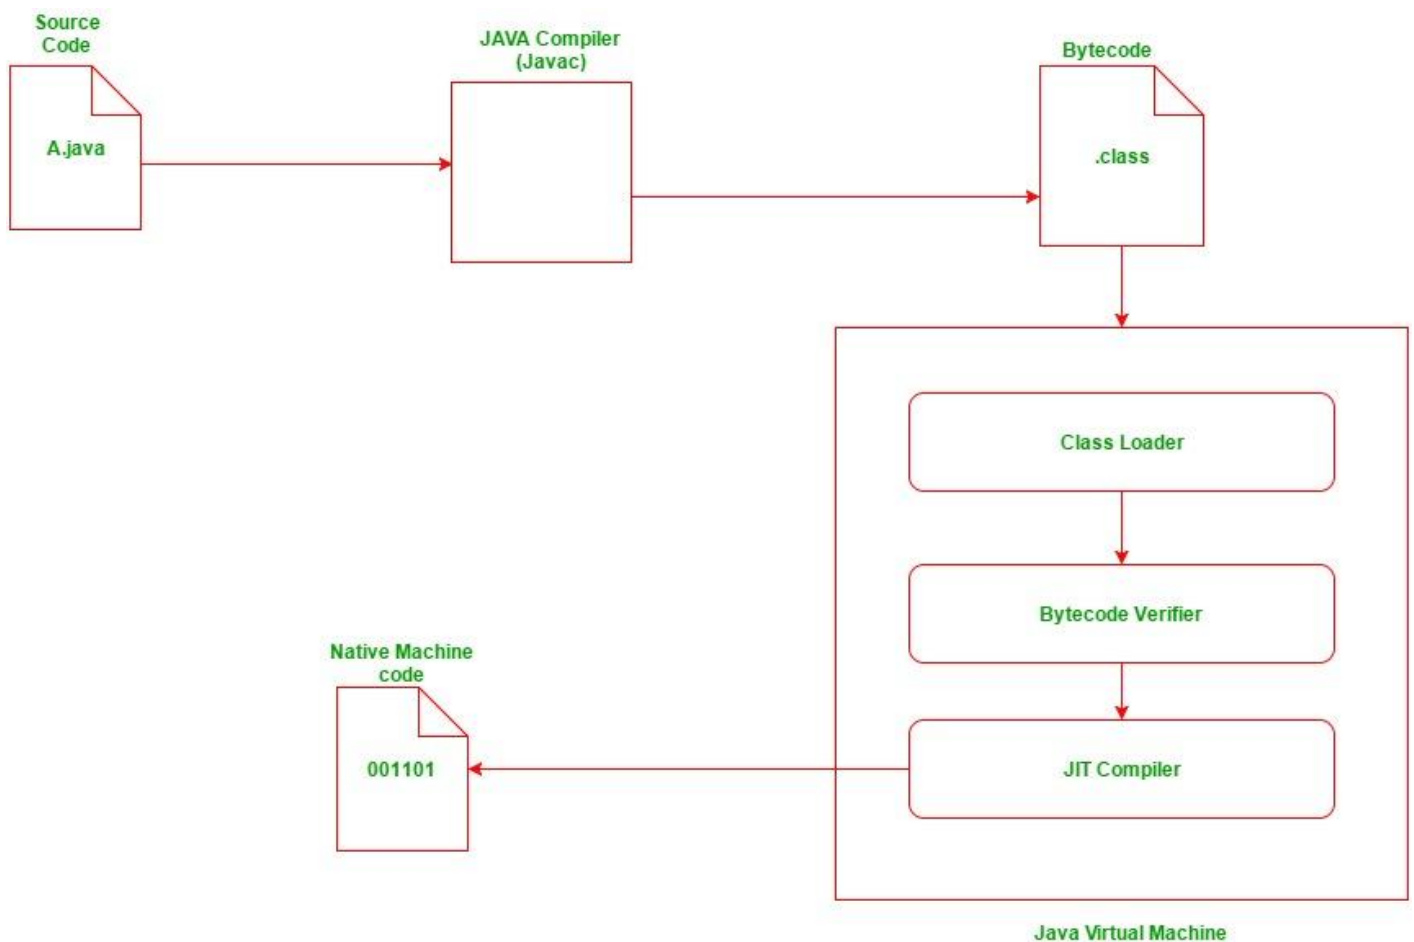 Source
Code
A.java
JAVA Compiler
(Javac)
Bytecode
.class
Class Loader
Bytecode Verifier
JIT Compiler
Native Machine
code
001101
Java Virtual Machine